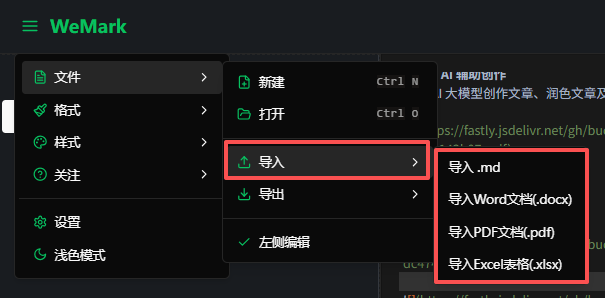 WeMark
文件
格式
样式
关注
设置
浅色模式
新建 Ctrl N
打开 Ctrl O
导入
导出
左侧编辑
AI 辅助创作
AI 大模型创作文章、润色文章及
https://fastly.jsdelivr.net/gh/buc
导入 .md
导入Word文档(.docx)
导入PDF文档(.pdf)
导入Excel表格(.xlsx)